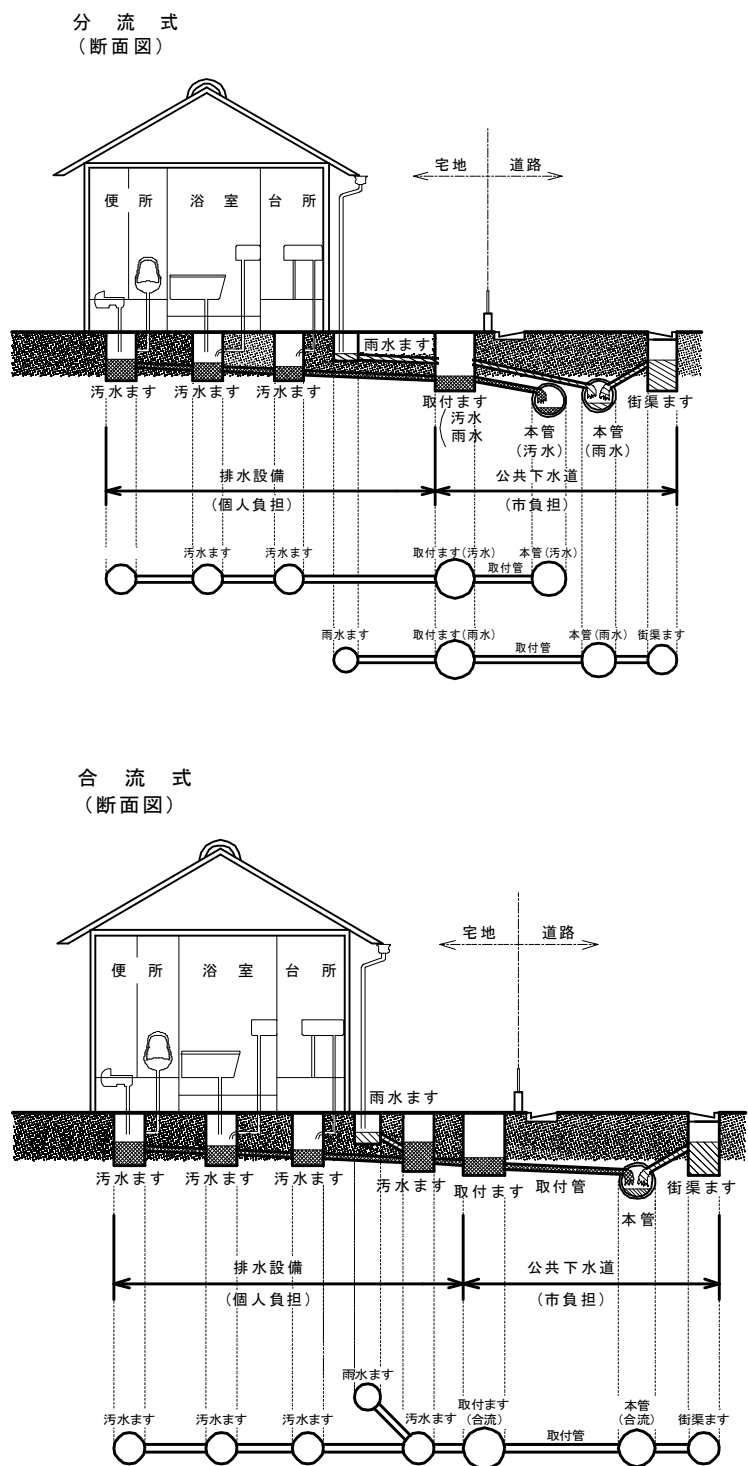 分流式
(断面図)
宅地 道路
便所 浴室 台所
雨水ます
汚水ます 汚水ます 汚水ます 取付ます 街渠ます
(汚水
雨水
本管 本管
(汚水) (雨水)
排水設備 公共下水道
(個人負担) (市負担)
汚水ます 汚水ます 取付ます(汚水) 本管(汚水)
取付管
雨水ます 取付ます(雨水) 本管(雨水) 街渠ます
取付管
合流式
(断面図)
宅地 道路
便所 浴室 台所
雨水ます
汚水ます 汚水ます 汚水ます 汚水ます 取付ます 取付管 街渠ます
本管
排水設備 公共下水道
(個人負担) (市負担)
雨水ます
取付ます 本管
汚水ます 汚水ます 汚水ます 汚水ます (合流) (合流) 街渠ます
取付管